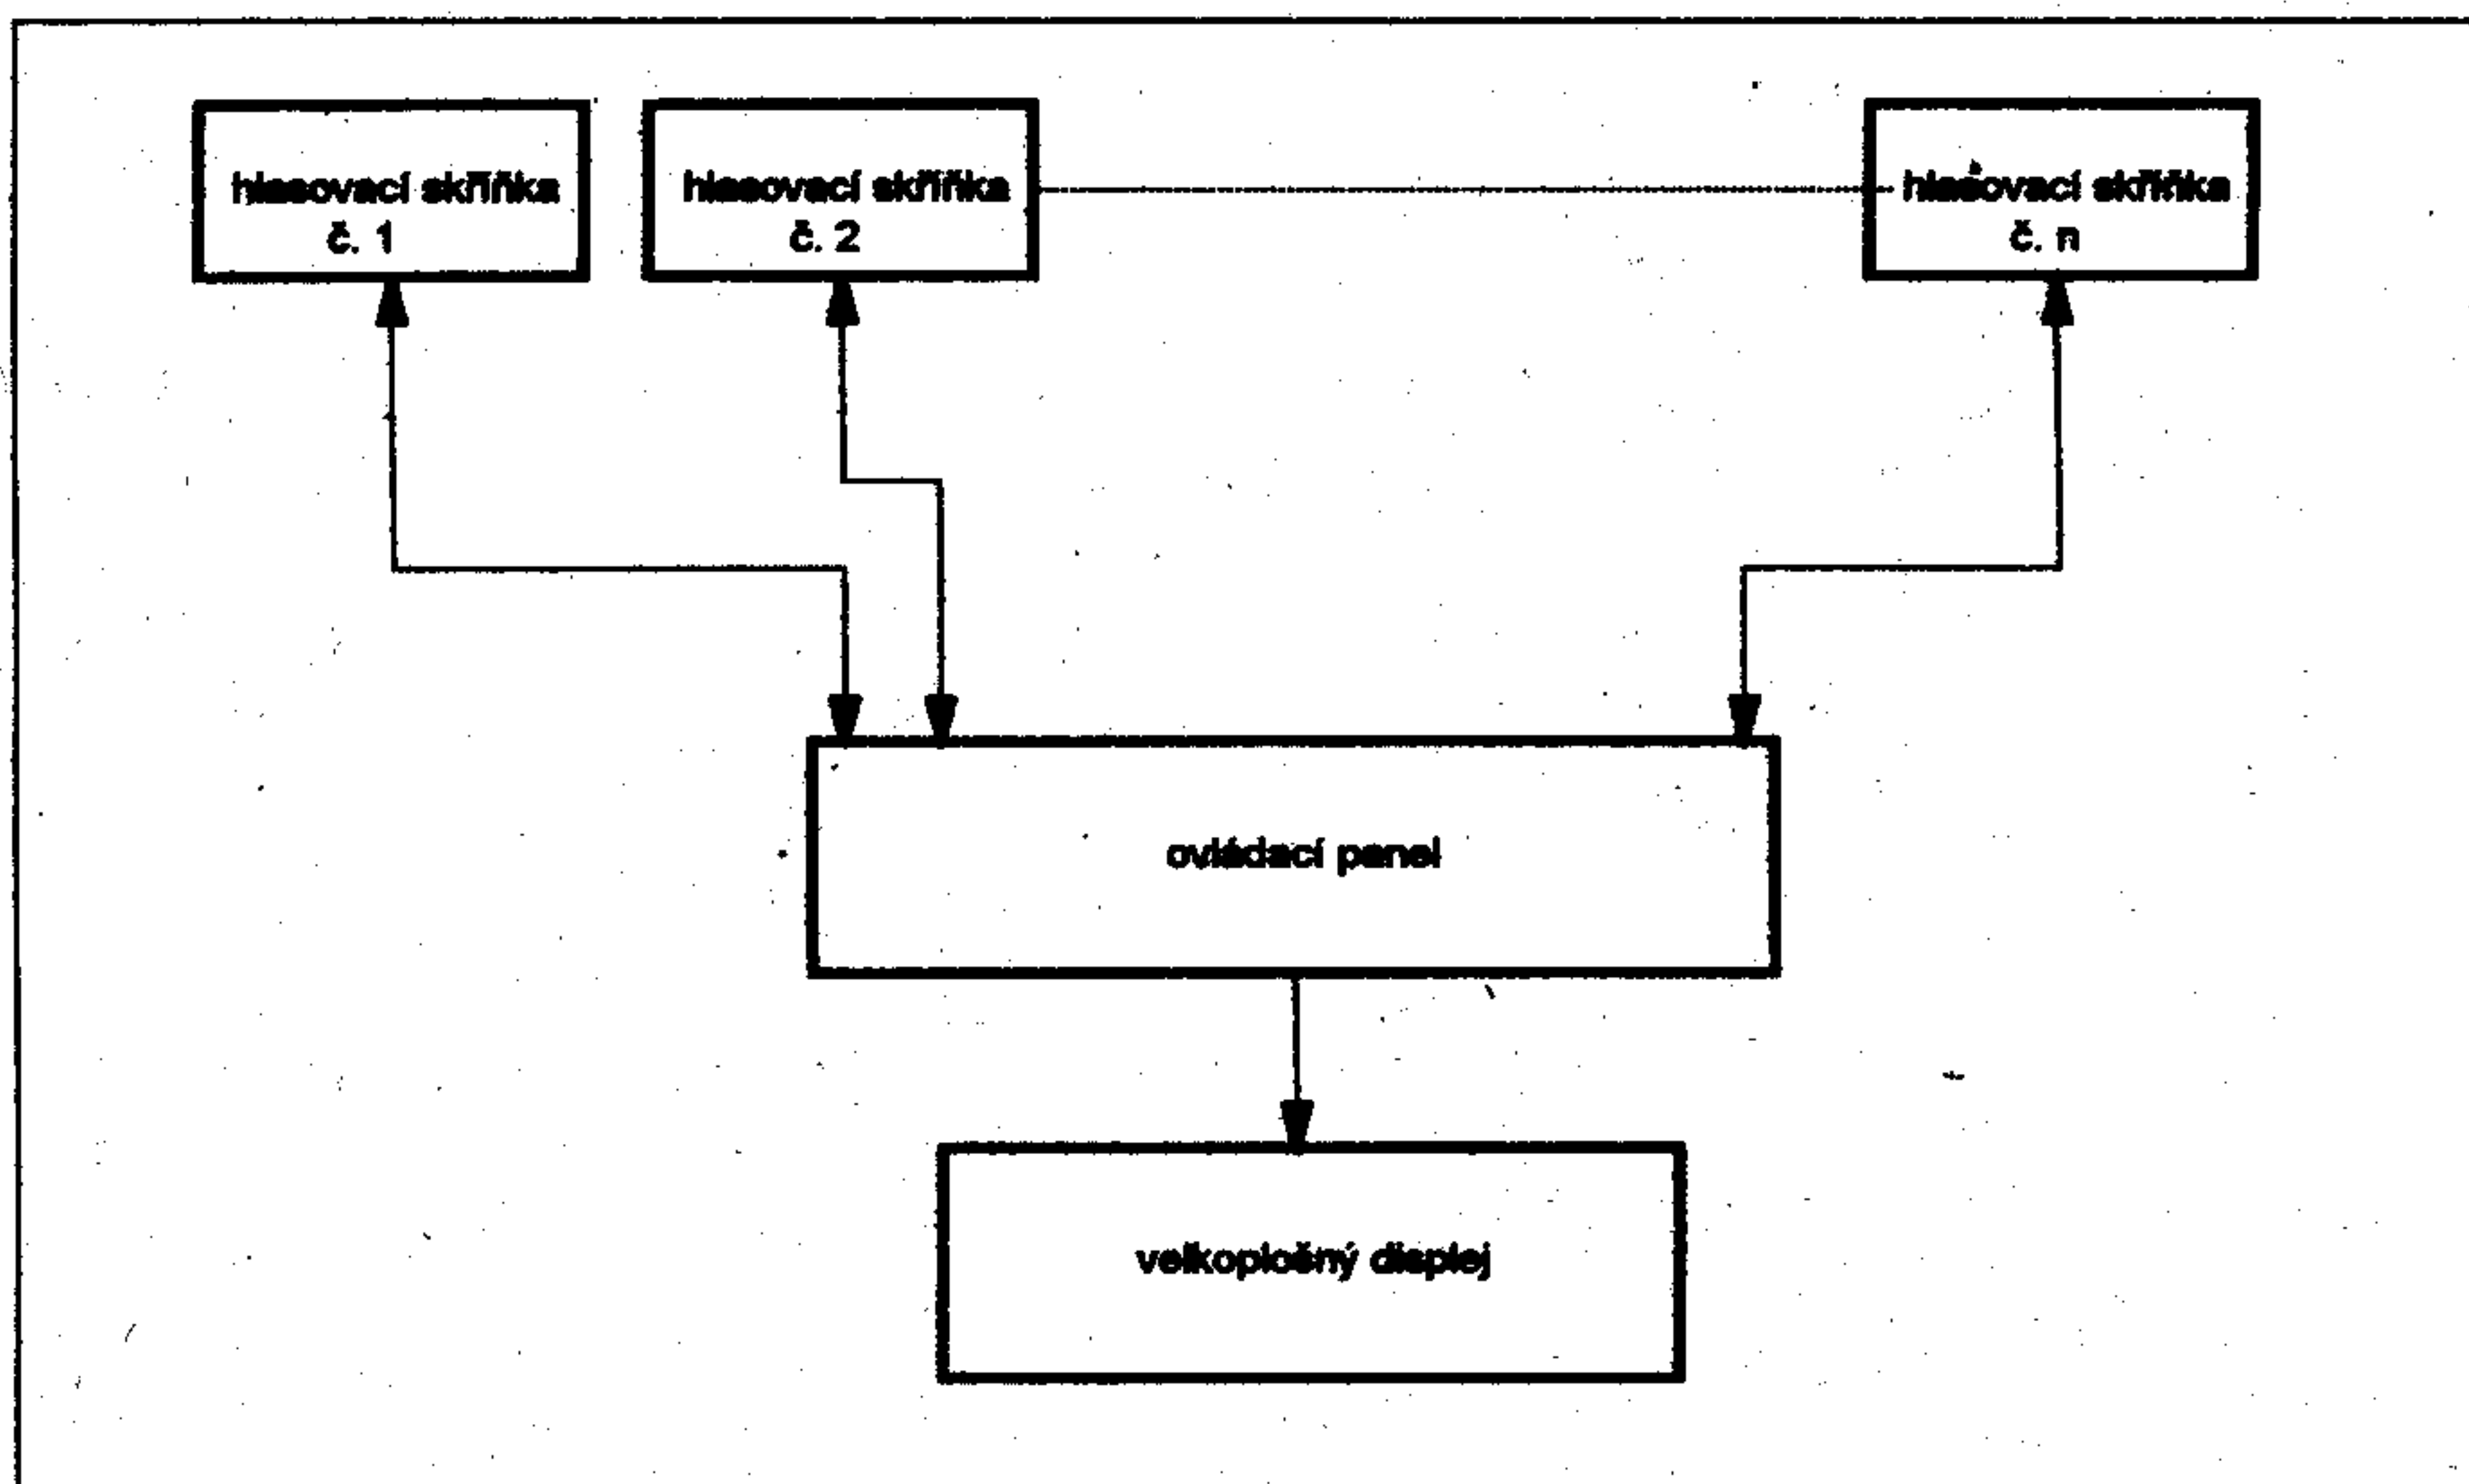 hlasovací skříňka
č. 1
hlasovací skříňka
č. 2
hlasovací skříňka
č. n
ovládací panel
velkoplošný displej